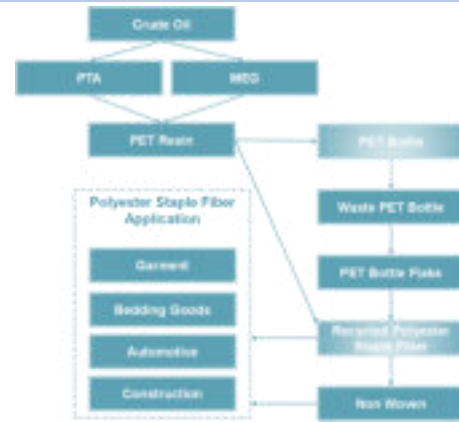 Crude Oil
PTA
MEG
PET Resin
PET Bottle
Polyester Staple Fiber
Application
Waste PET Bottle
Garment
PET Bottle Flake
Bedding Goods
Recycled Polyester
Staple Fiber
Automotive
Construction
Non Woven